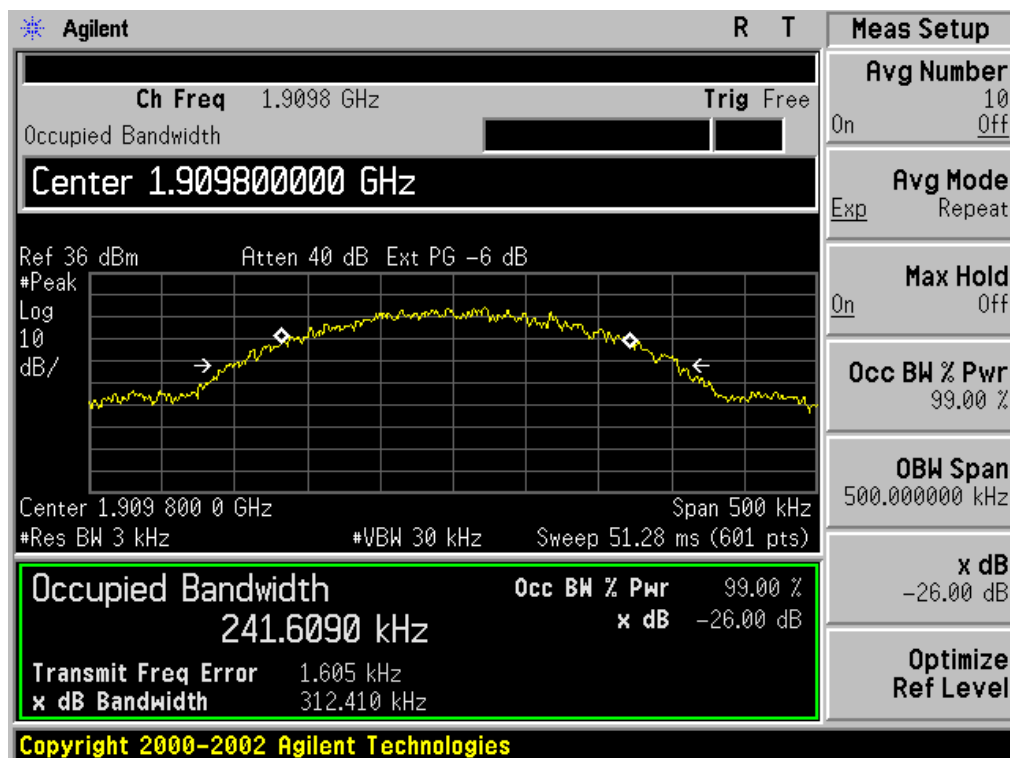 Agilent R T
Ch Freq 1.9098 GHz Trig Free
Occupied Bandwidth
Center 1.909800000 GHz
Ref 36 dBm Atten 40 dB Ext PG -6 dB
#Peak
Log
10
dB/
Center 1.909 800 0 GHz Span 500 kHz
#Res BW 3 kHz #VBW 30 kHz Sweep 51.28 ms (601 pts)
Occupied Bandwidth Occ BW % Pwr 99.00 %
241.6090 kHz x dB -26.00 dB
Transmit Freq Error 1.605 kHz
x dB Bandwidth 312.410 kHz
Copyright 2000-2002 Agilent Technologies
Meas Setup
Avg Number
10
On Off
Avg Mode
Exp Repeat
Max Hold
On Off
Occ BW % Pwr
99.00 %
OBW Span
500.000000 kHz
x dB
-26.00 dB
Optimize
Ref Level